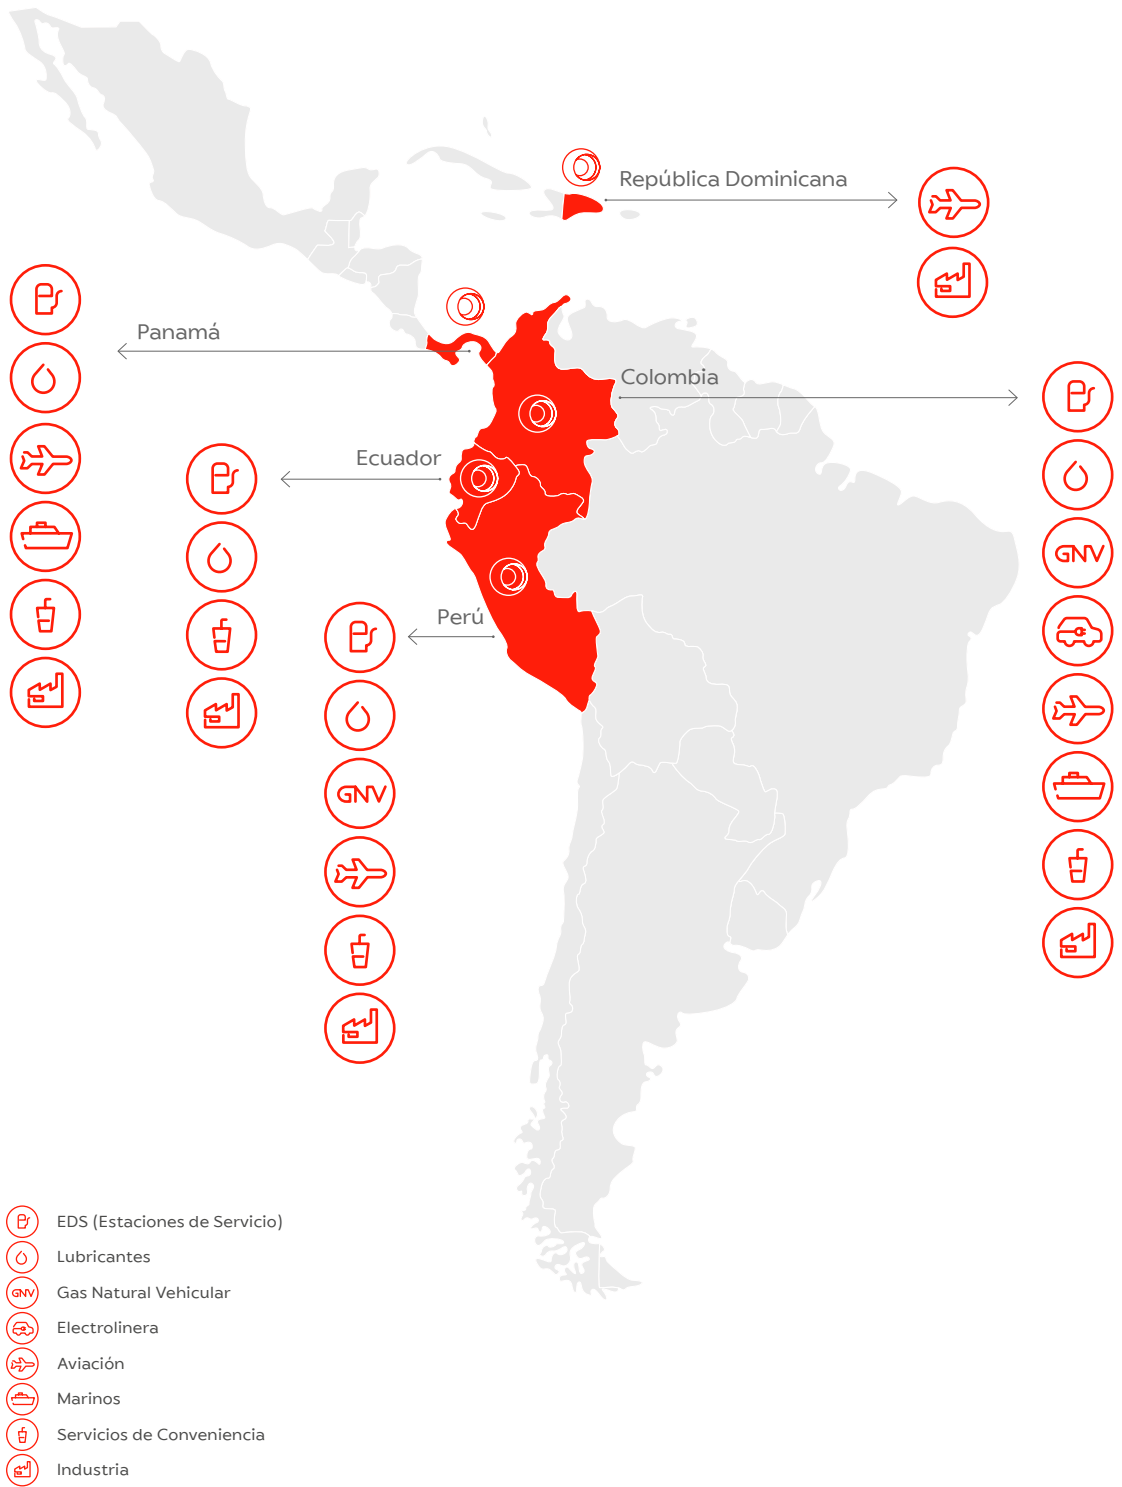 República Dominicana
Panamá
Colombia
Ecuador
GNV
Perú
GNV
EDS (Estaciones de Servicio)
Lubricantes
GNV Gas Natural Vehicular
Electrolinera
Aviación
Marinos
Servicios de Conveniencia
Industria